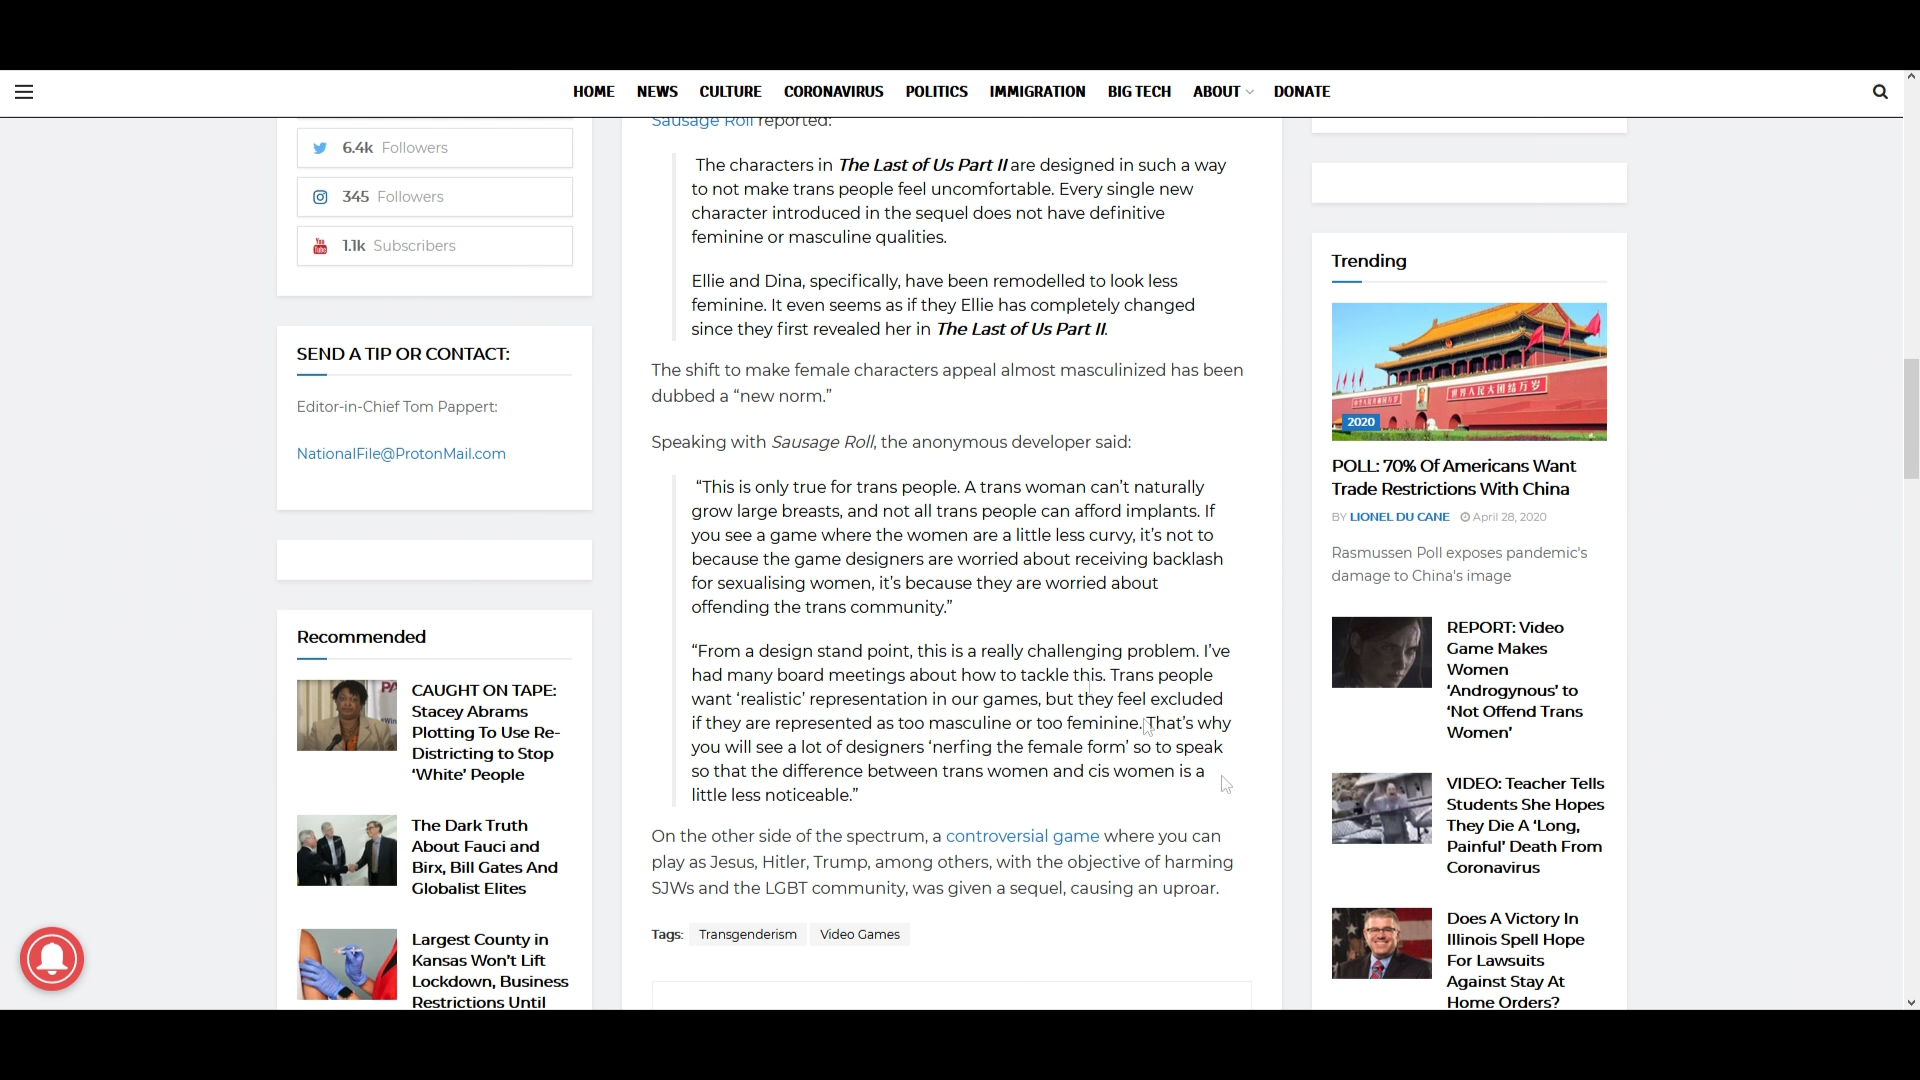 HOME NEWS CULTURE CORONAVIRUS POLITICS IMMIGRATION BIG TECH ABOUT DONATE
6.4k Followers
345 Followers
You Tube 1.1k Subscribers
SEND A TIP OR CONTACT:
Editor-in-Chief Tom Pappert:
NationalFile@ProtonMail.com
Recommended
CAUGHT ON TAPE:
Stacey Abrams
Plotting To Use Re-
Districting to Stop
‘White’ People
The Dark Truth
About Fauci and
Birx, Bill Gates And
Globalist Elites
Largest County in
Kansas Won’t Lift
Lockdown, Business
Restrictions Until
Sausage Roll reported:
The characters in The Last of Us Part II are designed in such a way
to not make trans people feel uncomfortable. Every single new
character introduced in the sequel does not have definitive
feminine or masculine qualities.
Ellie and Dina, specifically, have been remodelled to look less
feminine. It even seems as if they Ellie has completely changed
since they first revealed her in The Last of Us Part II.
The shift to make female characters appeal almost masculinized has been
dubbed a “new norm.”
Speaking with Sausage Roll, the anonymous developer said:
“This is only true for trans people. A trans woman can’t naturally
grow large breasts, and not all trans people can afford implants. If
you see a game where the women are a little less curvy, it’s not to
because the game designers are worried about receiving backlash
for sexualising women, it’s because they are worried about
offending the trans community.”
“From a design stand point, this is a really challenging problem. I’ve
had many board meetings about how to tackle this. Trans people
want ‘realistic’ representation in our games, but they feel excluded
if they are represented as too masculine or too feminine. That’s why
you will see a lot of designers ‘nerfing the female form’ so to speak
so that the difference between trans women and cis women is a
little less noticeable.”
On the other side of the spectrum, a controversial game where you can
play as Jesus, Hitler, Trump, among others, with the objective of harming
SJWs and the LGBT community, was given a sequel, causing an uproar.
Tags: Transgenderism Video Games
Trending
世界人民大团结万岁
2020
POLL: 70% Of Americans Want
Trade Restrictions With China
BY LIONEL DU CANE April 28, 2020
Rasmussen Poll exposes pandemic's
damage to China's image
REPORT: Video
Game Makes
Women
‘Androgynous’ to
‘Not Offend Trans
Women’
VIDEO: Teacher Tells
Students She Hopes
They Die A ‘Long,
Painful’ Death From
Coronavirus
Does A Victory In
Illinois Spell Hope
For Lawsuits
Against Stay At
Home Orders?